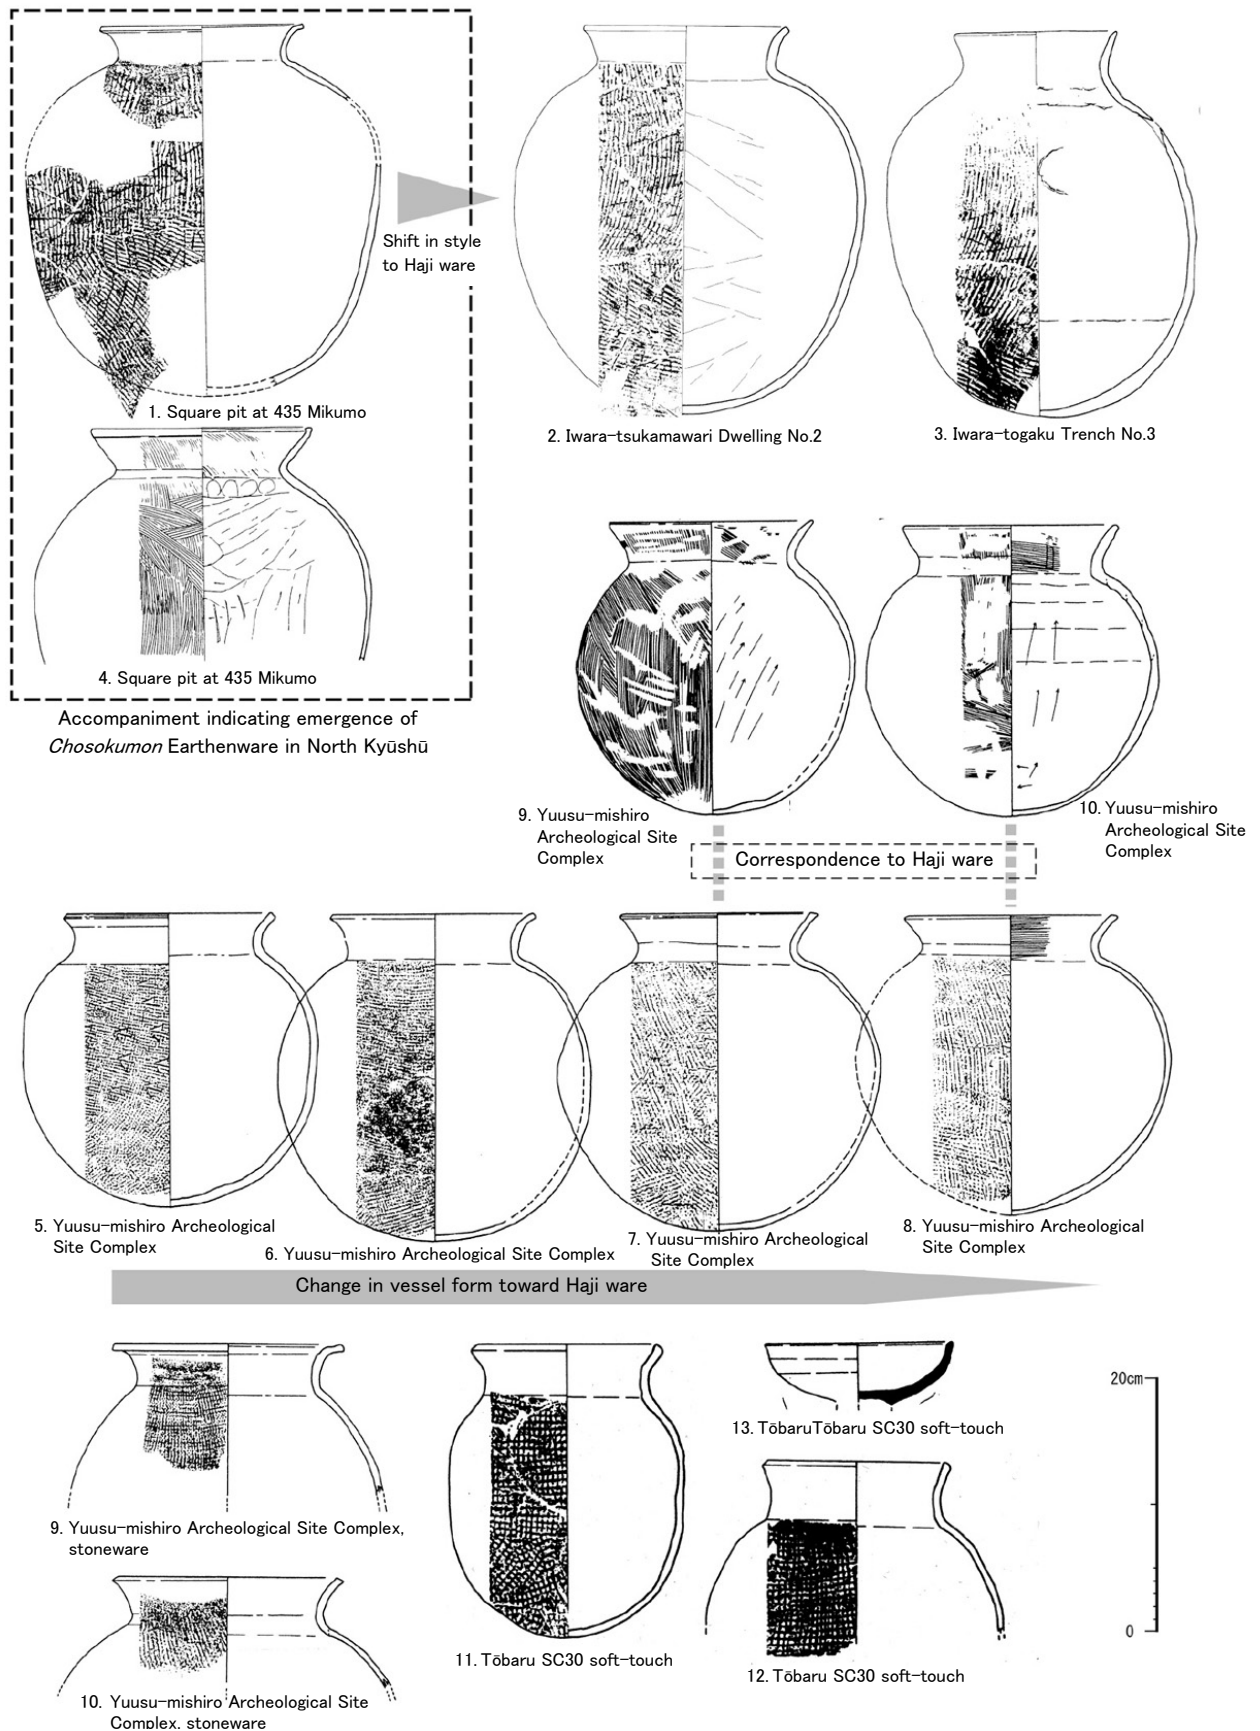 Shift in style
to Haji ware
1. Square pit at 435 Mikumo
2. Iwara-tsukamawari Dwelling No.2
3. Iwara-togaku Trench No.3
4. Square pit at 435 Mikumo
Accompaniment indicating emergence of
Chosokumon Earthenware in North Kyūshū
9. Yuusu-mishiro
Archeological Site
Complex
10. Yuusu-mishiro
Archeological Site
Complex
Correspondence to Haji ware
5. Yuusu-mishiro Archeological
Site Complex
6. Yuusu-mishiro Archeological Site Complex
7. Yuusu-mishiro Archeological
Site Complex
8. Yuusu-mishiro Archeological
Site Complex
Change in vessel form toward Haji ware
9. Yuusu-mishiro Archeological Site Complex,
stoneware
10. Yuusu-mishiro Archeological Site
Complex, stoneware
11. Tōbaru SC30 soft-touch
13. TōbaruTōbaru SC30 soft-touch
12. Tōbaru SC30 soft-touch
20cm
0